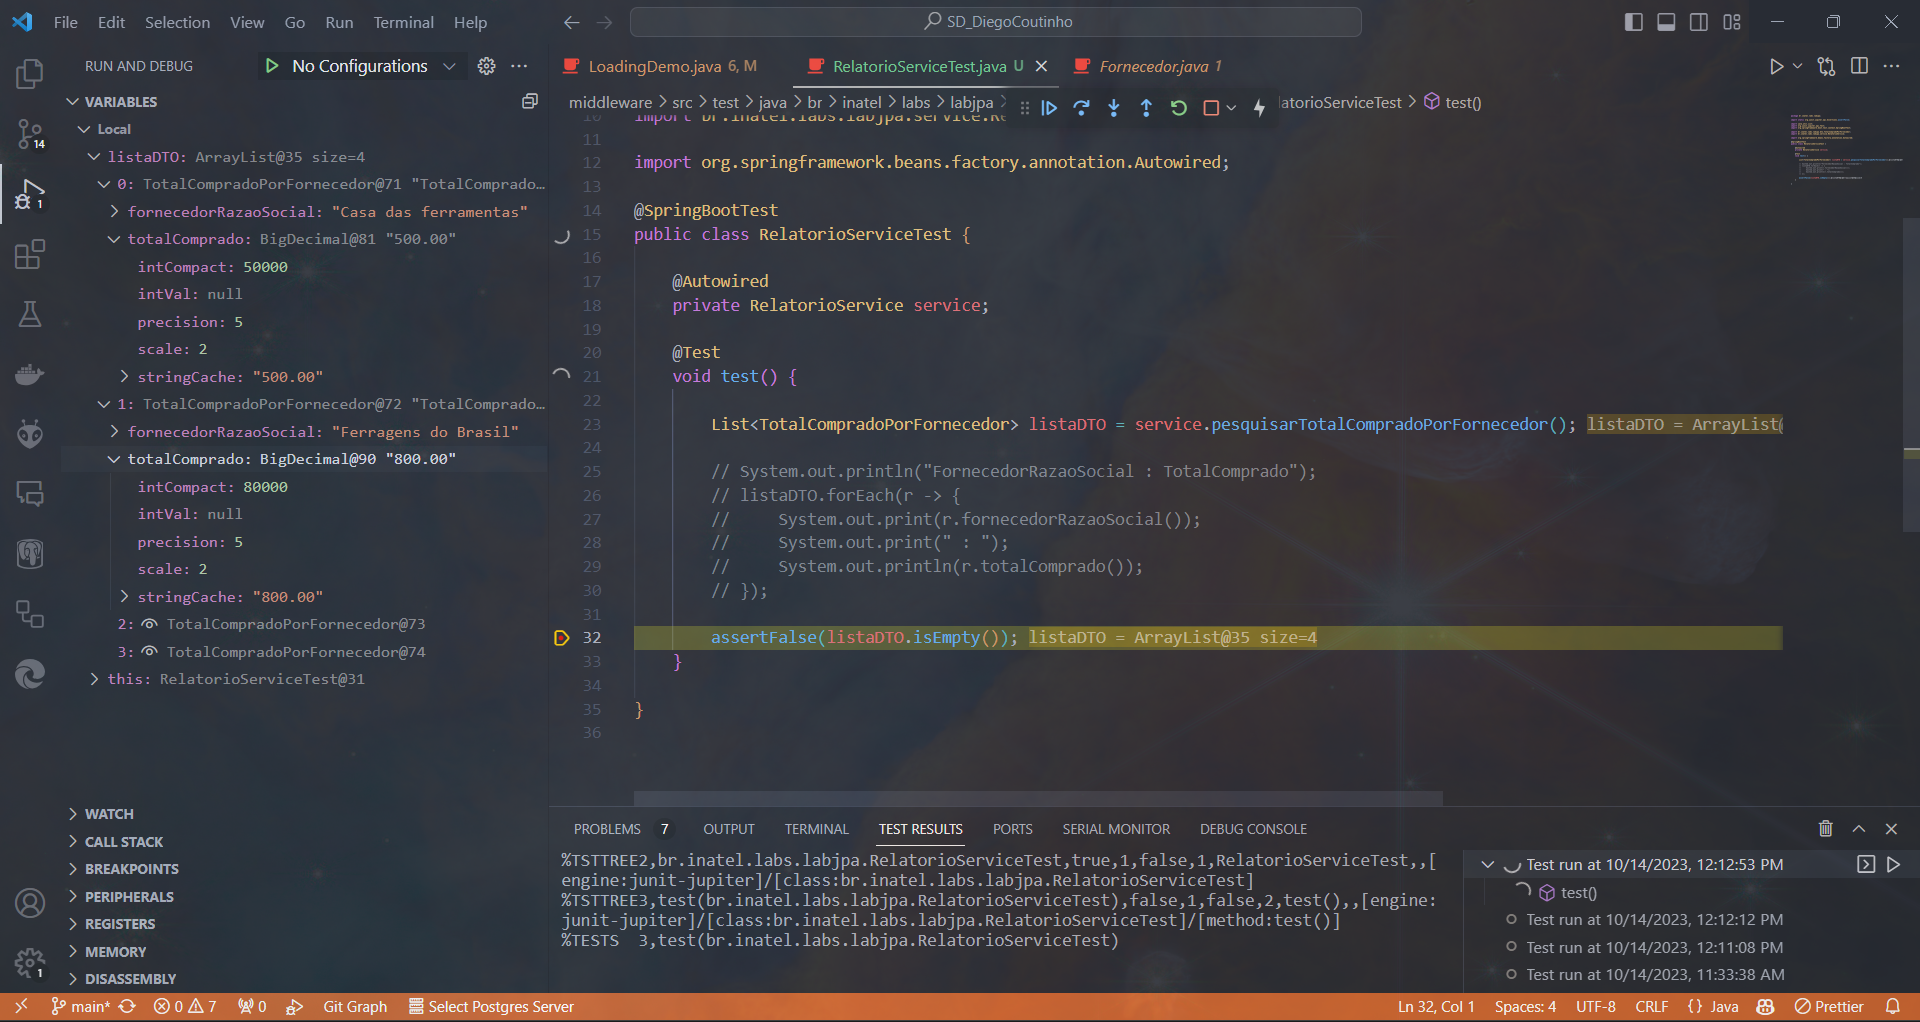 File Edit Selection View Go Run Terminal Help
SD_DiegoCoutinho
RUN AND DEBUG
No Configurations
VARIABLES
Local
listaDTO: ArrayList@35 size=4
0: TotalCompradoPorFornecedor@71 "TotalComprado...
fornecedorRazaoSocial: "Casa das ferramentas"
totalComprado: BigDecimal@81 "500.00"
intCompact: 50000
intVal: null
precision: 5
scale: 2
stringCache: "500.00"
1: TotalCompradoPorFornecedor@72 "TotalComprado...
fornecedorRazaoSocial: "Ferragens do Brasil"
totalComprado: BigDecimal@90 "800.00"
intCompact: 80000
intVal: null
precision: 5
scale: 2
stringCache: "800.00"
2: TotalCompradoPorFornecedor@73
3: TotalCompradoPorFornecedor@74
this: RelatorioServiceTest@31
WATCH
CALL STACK
BREAKPOINTS
PERIPHERALS
REGISTERS
MEMORY
DISASSEMBLY
14
1
1
LoadingDemo.java 6, M
RelatorioServiceTest.java U
Fornecedor.java 1
middleware > src > test > java > br > inatel > labs > labjpa >
latorioServiceTest > test()
10 import br.inatel.labs.labjpa.service.Re
11
12 import org.springframework.beans.factory.annotation.Autowired;
13
14 @SpringBootTest
15 public class RelatorioServiceTest {
16
17 @Autowired
18 private RelatorioService service;
19
20 @Test
21 void test() {
22
23 List<TotalCompradoPorFornecedor> listaDTO = service.pesquisarTotalCompradoPorFornecedor(); listaDTO = ArrayList@
24
25 // System.out.println("FornecedorRazaoSocial : TotalComprado");
26 // listaDTO.forEach(r -> {
27 // System.out.print(r.fornecedorRazaoSocial());
28 // System.out.print(" : ");
29 // System.out.println(r.totalComprado());
30 // });
31
32 assertFalse(listaDTO.isEmpty()); listaDTO = ArrayList@35 size=4
33 }
34
35 }
36
PROBLEMS 7 OUTPUT TERMINAL TEST RESULTS PORTS SERIAL MONITOR DEBUG CONSOLE
%TSTTREE2,br.inatel.labs.labjpa.RelatorioServiceTest,true,1,false,1,RelatorioServiceTest,,[
engine:junit-jupiter]/[class:br.inatel.labs.labjpa.RelatorioServiceTest]
%TSTTREE3,test(br.inatel.labs.labjpa.RelatorioServiceTest),false,1,false,2,test(),,[engine:
junit-jupiter]/[class:br.inatel.labs.labjpa.RelatorioServiceTest]/[method:test()]
%TESTS 3,test(br.inatel.labs.labjpa.RelatorioServiceTest)
Test run at 10/14/2023, 12:12:53 PM
test()
Test run at 10/14/2023, 12:12:12 PM
Test run at 10/14/2023, 12:11:08 PM
Test run at 10/14/2023, 11:33:38 AM
main* 0 7 0 Git Graph Select Postgres Server Ln 32, Col 1 Spaces: 4 UTF-8 CRLF {} Java Prettier